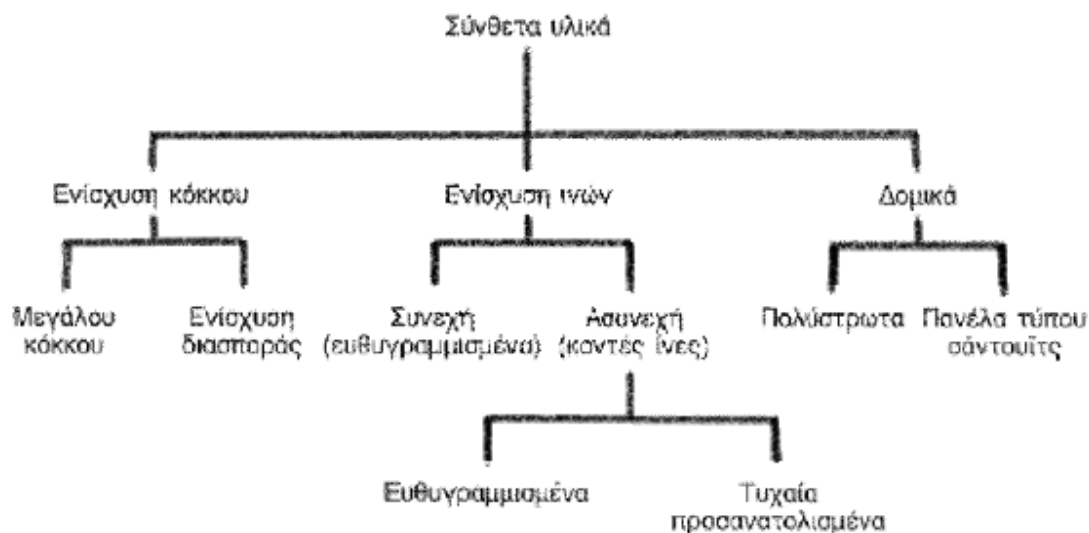 Σύνθετα υλικά
Ενίσχυση κόκκου
Ενίσχυση ινών
Δομικά
Μεγάλου
κόκκου
Ενίσχυση
διασποράς
Συνεχή
(ευθυγραμμισμένα)
Ασυνεχή
(κοντές ίνες)
Πολύστρωτα
Πανέλα τύπου
σάντουϊτς
Ευθυγραμμισμένα
Τυχαία
προσανατολισμένα